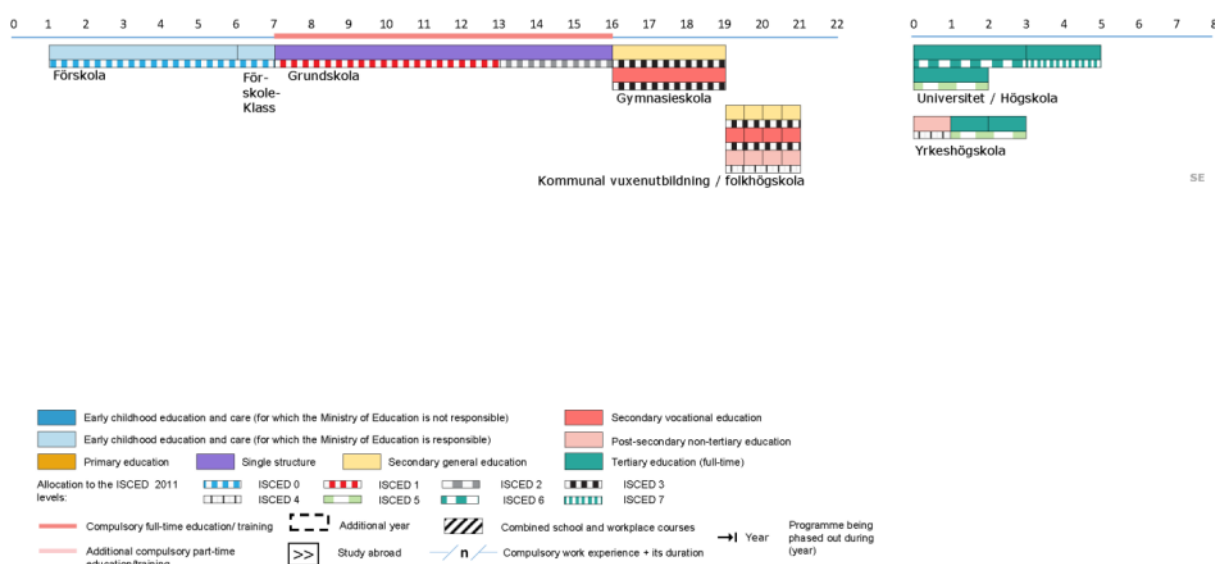 0 1 2 3 4 5 6 7 8 9 10 11 12 13 14 15 16 17 18 19 20 21 22 0 1 2 3 4 5 6 7 8
Förskola
För-
skole-
Klass
Grundskola
Gymnasieskola
Kommunal vuxenutbildning / folkhögskola
Universitet / Högskola
Yrkeshögskola
SE
Early childhood education and care (for which the Ministry of Education is not responsible)
Secondary vocational education
Early childhood education and care (for which the Ministry of Education is responsible)
Post-secondary non-tertiary education
Primary education
Single structure
Secondary general education
Tertiary education (full-time)
Allocation to the ISCED 2011
levels:
ISCED 0
ISCED 1
ISCED 2
ISCED 3
ISCED 4
ISCED 5
ISCED 6
ISCED 7
Compulsory full-time education/ training
Additional year
Combined school and workplace courses
Year
Programme being
phased out during
(year)
Additional compulsory part-time
education/training
>>
Study abroad
n
Compulsory work experience + its duration